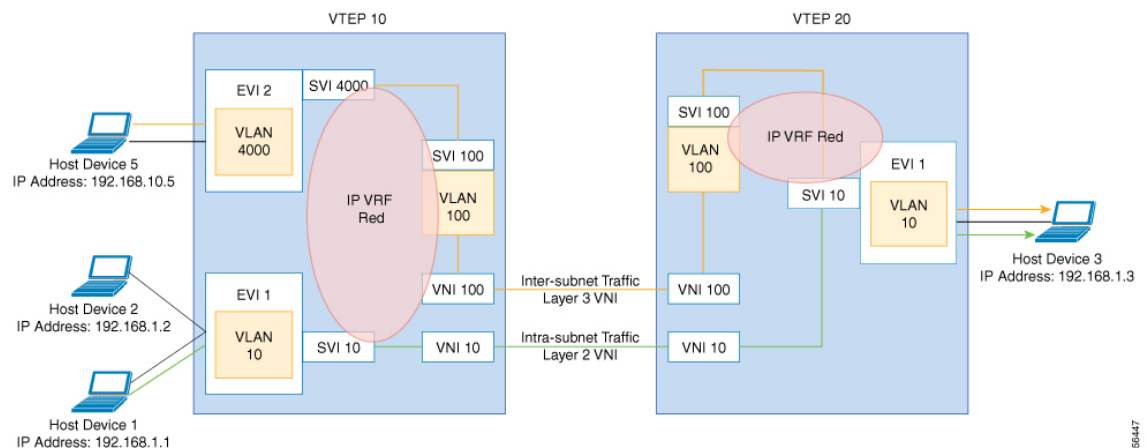 VTEP 10
VTEP 20
EVI 2
SVI 4000
VLAN
4000
Host Device 5
IP Address: 192.168.10.5
SVI 100
VLAN
100
IP VRF
Red
SVI 100
VLAN
100
IP VRF Red
EVI 1
SVI 10
VLAN
10
Host Device 3
IP Address: 192.168.1.3
Host Device 2
IP Address: 192.168.1.2
EVI 1
VLAN
10
VNI 100
Inter-subnet Traffic
Layer 3 VNI
VNI 100
SVI 10
VNI 10
Intra-subnet Traffic
Layer 2 VNI
VNI 10
Host Device 1
IP Address: 192.168.1.1